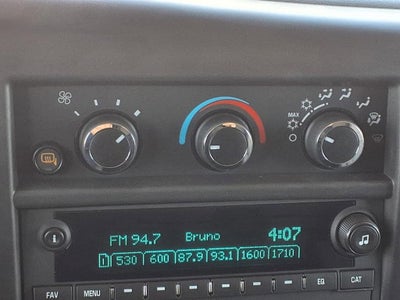 MAX
FM 94.7 Bruno 4:07
1 530 600 87.9 93.1 1600 1710
FAV MENU EQ CAT